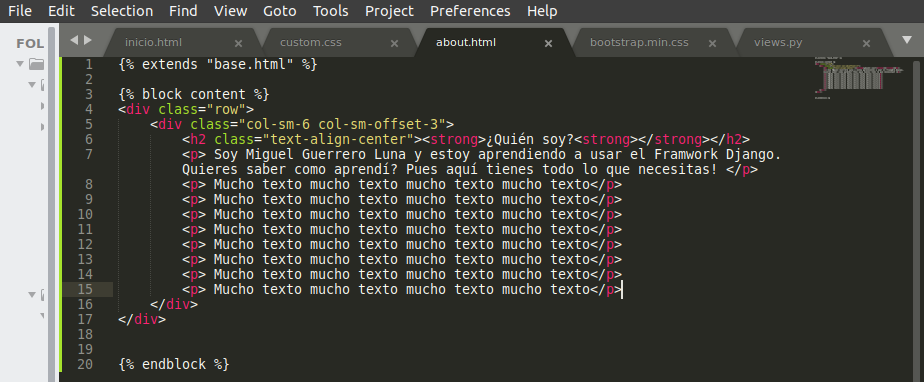 File Edit Selection Find View Goto Tools Project Preferences Help
FOL
inicio.html × custom.css × about.html × bootstrap.min.css × views.py ×
1 {% extends "base.html" %}
2
3 {% block content %}
4 <div class="row">
5 <div class="col-sm-6 col-sm-offset-3">
6 <h2 class="text-align-center"><strong>¿Quién soy?<strong></strong></h2>
7 <p> Soy Miguel Guerrero Luna y estoy aprendiendo a usar el Framwork Django.
Quieres saber como aprendí? Pues aquí tienes todo lo que necesitas! </p>
8 <p> Mucho texto mucho texto mucho texto mucho texto</p>
9 <p> Mucho texto mucho texto mucho texto mucho texto</p>
10 <p> Mucho texto mucho texto mucho texto mucho texto</p>
11 <p> Mucho texto mucho texto mucho texto mucho texto</p>
12 <p> Mucho texto mucho texto mucho texto mucho texto</p>
13 <p> Mucho texto mucho texto mucho texto mucho texto</p>
14 <p> Mucho texto mucho texto mucho texto mucho texto</p>
15 <p> Mucho texto mucho texto mucho texto mucho texto</p>
16 </div>
17 </div>
18
19
20 {% endblock %}